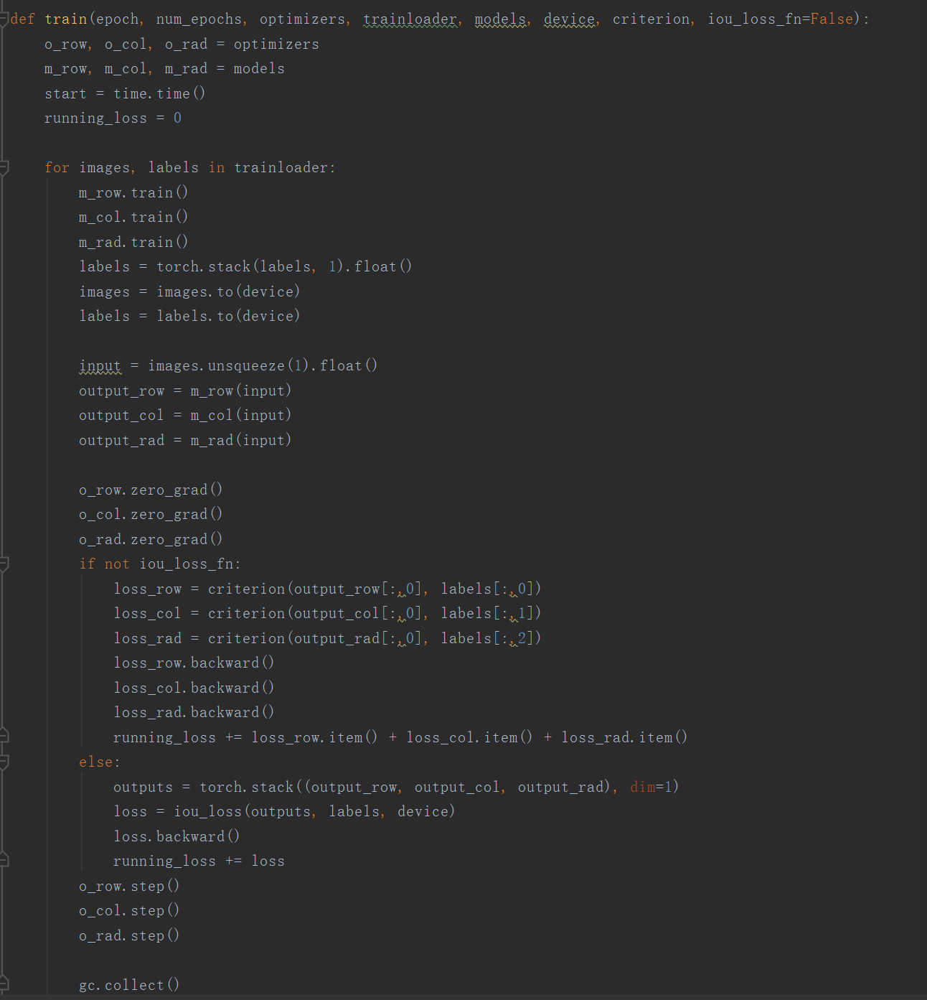 def train(epoch, num_epochs, optimizers, trainloader, models, device, criterion, iou_loss_fn=False):
    o_row, o_col, o_rad = optimizers
    m_row, m_col, m_rad = models
    start = time.time()
    running_loss = 0

    for images, labels in trainloader:
        m_row.train()
        m_col.train()
        m_rad.train()
        labels = torch.stack(labels, 1).float()
        images = images.to(device)
        labels = labels.to(device)

        input = images.unsqueeze(1).float()
        output_row = m_row(input)
        output_col = m_col(input)
        output_rad = m_rad(input)

        o_row.zero_grad()
        o_col.zero_grad()
        o_rad.zero_grad()
        if not iou_loss_fn:
            loss_row = criterion(output_row[:,0], labels[:,0])
            loss_col = criterion(output_col[:,0], labels[:,1])
            loss_rad = criterion(output_rad[:,0], labels[:,2])
            loss_row.backward()
            loss_col.backward()
            loss_rad.backward()
            running_loss += loss_row.item() + loss_col.item() + loss_rad.item()
        else:
            outputs = torch.stack((output_row, output_col, output_rad), dim=1)
            loss = iou_loss(outputs, labels, device)
            loss.backward()
            running_loss += loss
        o_row.step()
        o_col.step()
        o_rad.step()

        gc.collect()